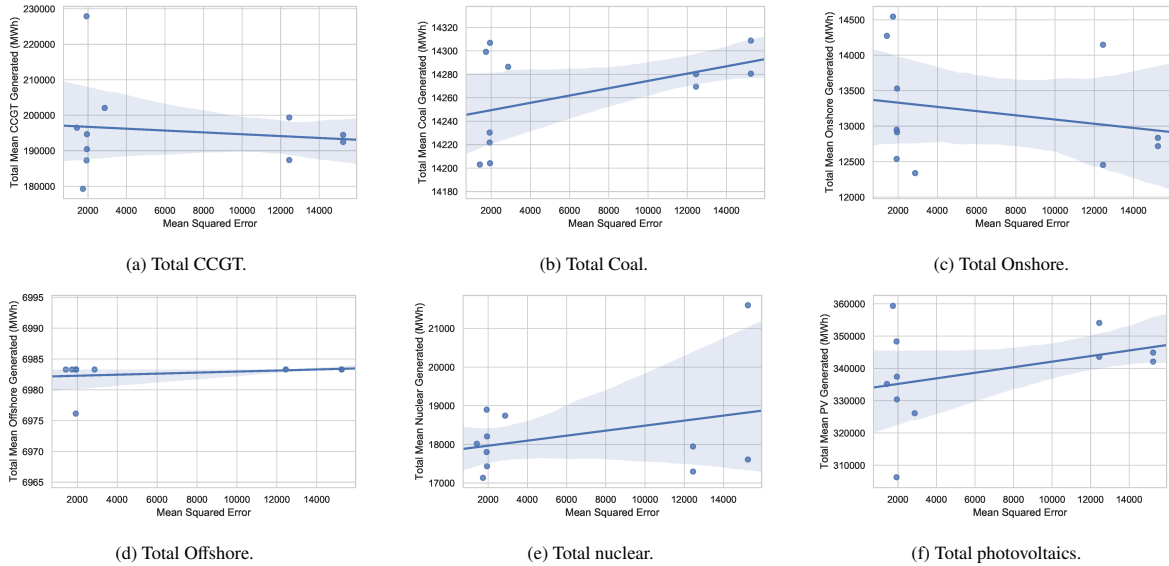 230000
220000
210000
200000
190000
180000
Total Mean CCGT Generated (MWh)
2000 4000 6000 8000 10000 12000 14000
Mean Squared Error
(a) Total CCGT.
14320
14300
14280
14260
14240
14220
14200
14180
Total Mean Coal Generated (MWh)
2000 4000 6000 8000 10000 12000 14000
Mean Squared Error
(b) Total Coal.
14500
14000
13500
13000
12500
12000
Total Mean Onshore Generated (MWh)
2000 4000 6000 8000 10000 12000 14000
Mean Squared Error
(c) Total Onshore.
6995
6990
6985
6980
6975
6970
6965
Total Mean Offshore Generated (MWh)
2000 4000 6000 8000 10000 12000 14000
Mean Squared Error
(d) Total Offshore.
21000
20000
19000
18000
17000
Total Mean Nuclear Generated (MWh)
2000 4000 6000 8000 10000 12000 14000
Mean Squared Error
(e) Total nuclear.
360000
350000
340000
330000
320000
310000
Total Mean PV Generated (MWh)
2000 4000 6000 8000 10000 12000 14000
Mean Squared Error
(f) Total photovoltaics.